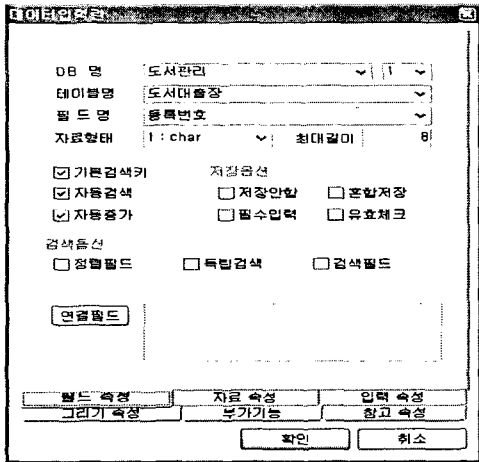 데이터입력란
DB 명 도서관리 1
테이블명 도서대출장
필 드 명 등록번호
자료형태 1 : char 최대길이 8
기본검색키 저장옵션
자동검색 저장안함 혼합저장
자동증가 필수입력 유효체크
검색옵션
정렬필드 독립검색 검색필드
연결필드
필드 속성 자료 속성 입력 속성
그리기 속성 부가기능 참고 속성
확인 취소